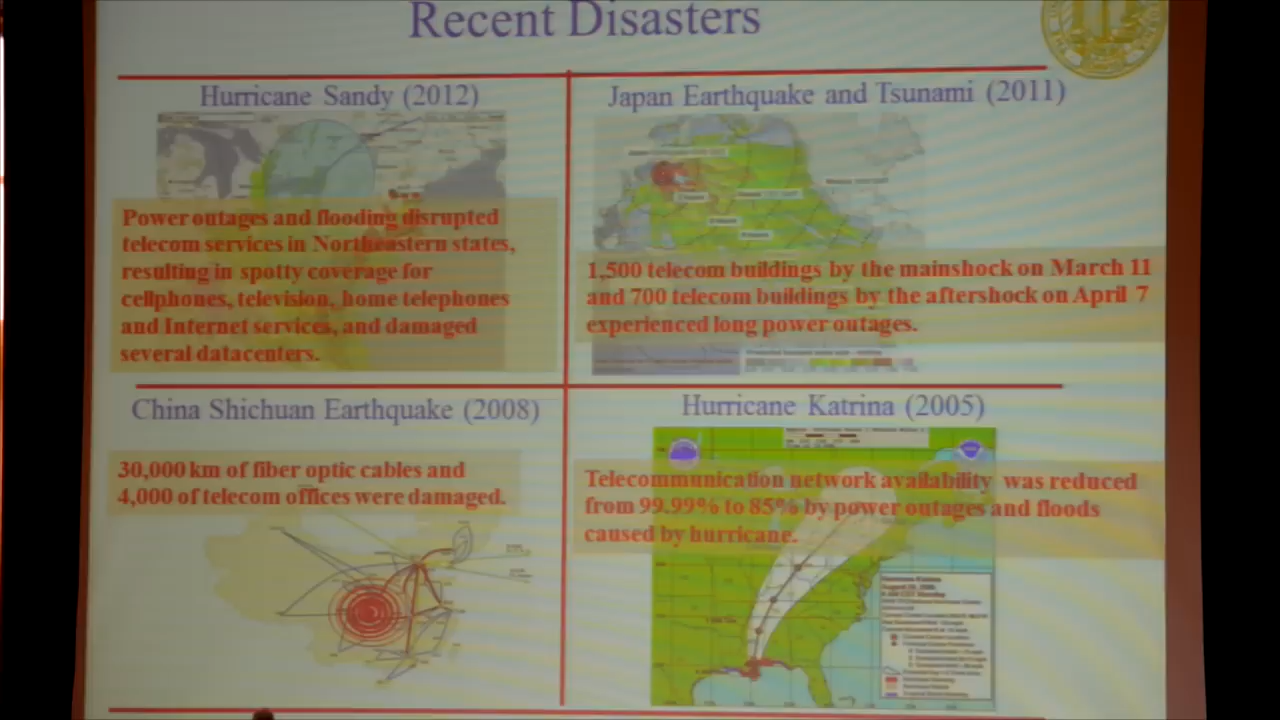 Recent Disasters
Hurricane Sandy (2012)
Power outages and flooding disrupted
telecom services in Northeastern states,
resulting in spotty coverage for
cellphones, television, home telephones
and Internet services, and damaged
several datacenters.
Japan Earthquake and Tsunami (2011)
1,500 telecom buildings by the mainshock on March 11
and 700 telecom buildings by the aftershock on April 7
experienced long power outages.
China Shichuan Earthquake (2008)
30,000 km of fiber optic cables and
4,000 of telecom offices were damaged.
Hurricane Katrina (2005)
Telecommunication network availability was reduced
from 99.99% to 85% by power outages and floods
caused by hurricane.
Hurricane Katrina